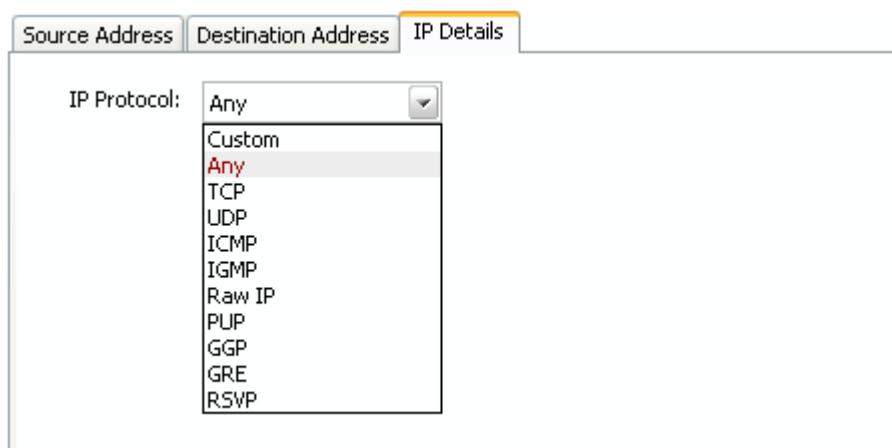 Source Address Destination Address IP Details
IP Protocol: Any
Custom
Any
TCP
UDP
ICMP
IGMP
Raw IP
PUP
GGP
GRE
RSVP